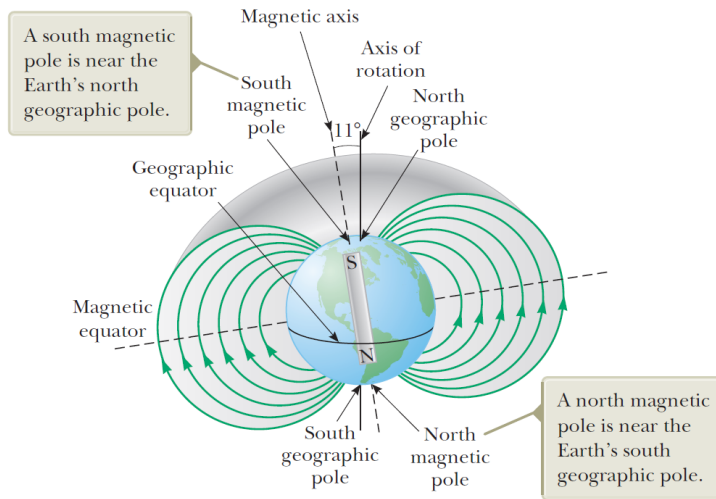 Magnetic axis
A south magnetic
pole is near the
Earth's north
geographic pole.
Axis of
rotation
South
magnetic
pole
North
geographic
pole
11°
Geographic
equator
S
Magnetic
equator
N
South
geographic
pole
North
magnetic
pole
A north magnetic
pole is near the
Earth's south
geographic pole.